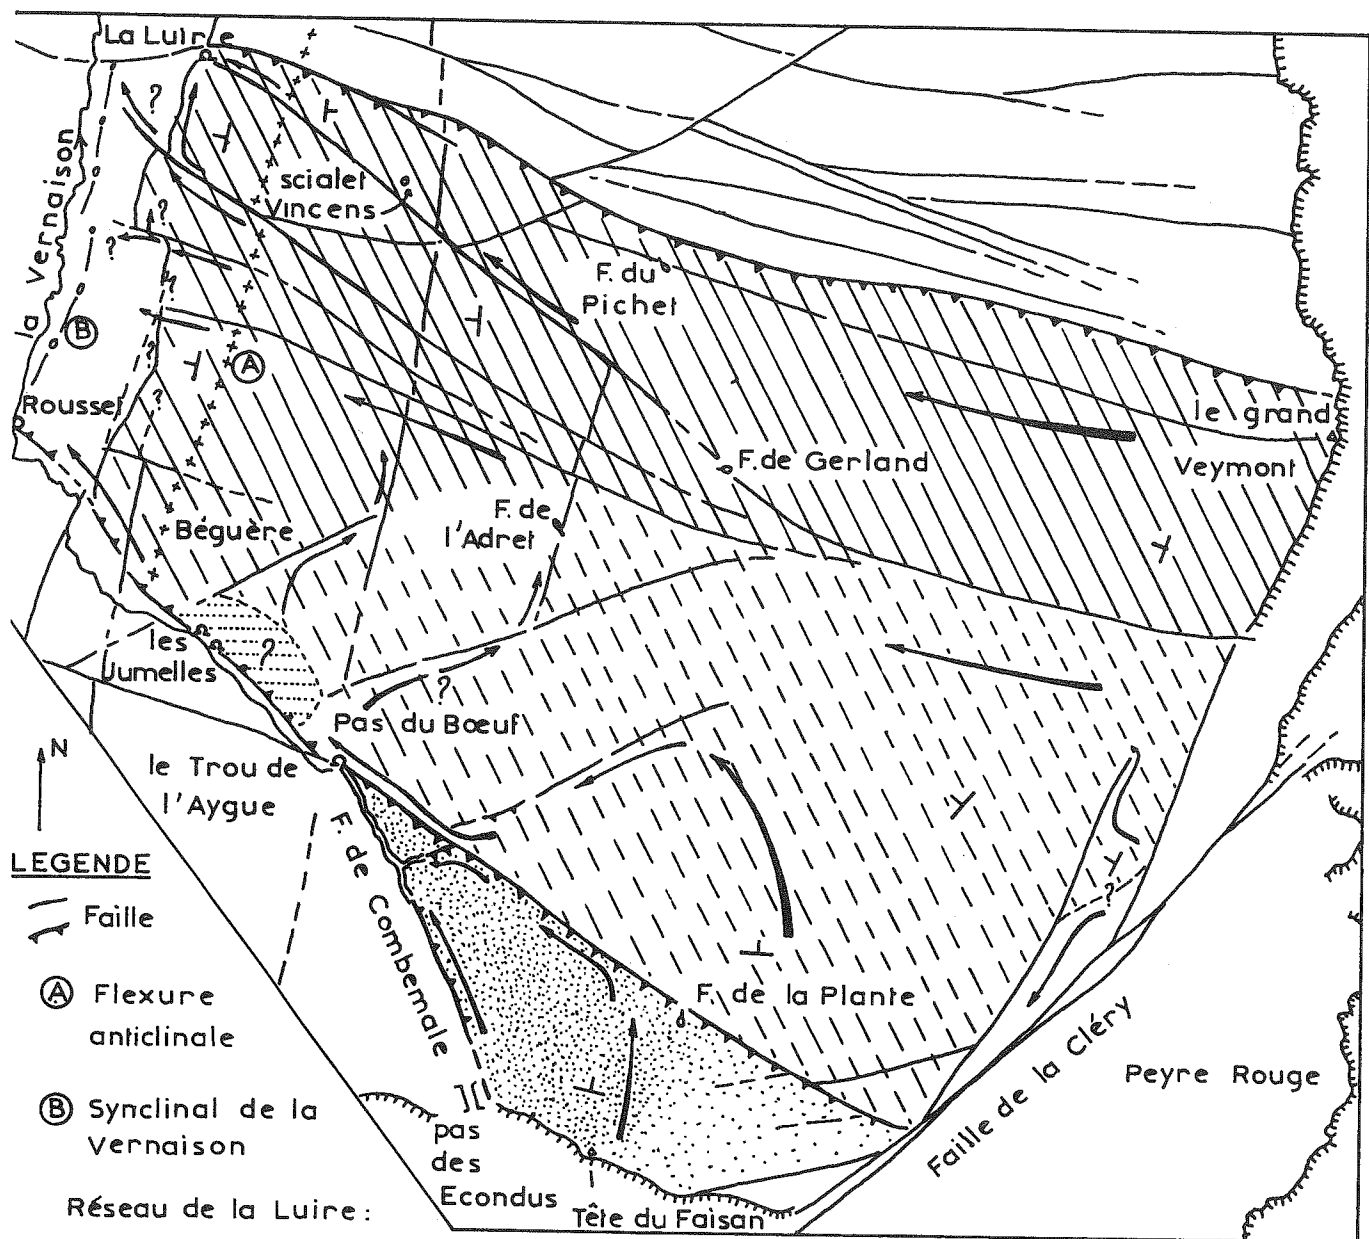 La Luire
?
la Vernaison
scialet
Vincens
?
?
F. du
Pichet
?
B
A
?
Rousset
?
le grand
Veymont
F. de Gerland
Béguère
F. de
l'Adret
les
Jumelles
?
?
Pas du Bœuf
N
le Trou de
l'Aygue
F. de Combemale
?
LEGENDE
Faille
A Flexure
anticlinale
F. de la Plante
Faille de la Cléry
Peyre Rouge
B Synclinal de la
Vernaison
pas
des
Econdus
Réseau de la Luire :
Tête du Faisan